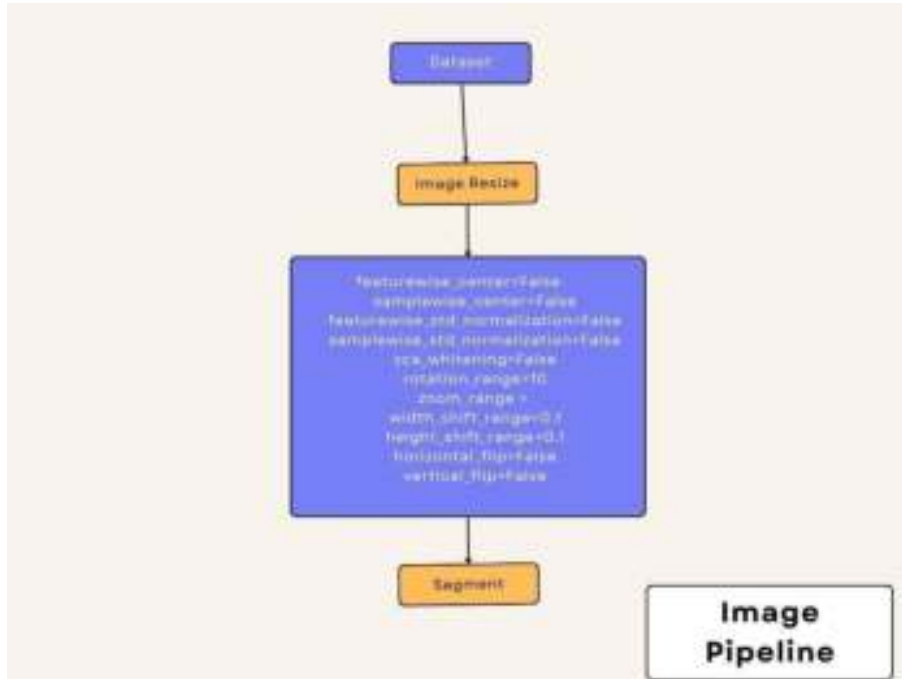 Dataset
Image Resize
featurewise_center=False
samplewise_center=False
featurewise_std_normalization=False
samplewise_std_normalization=False
zca_whitening=False
rotation_range=10
zoom_range =
width_shift_range=0.1
height_shift_range=0.1
horizontal_flip=False
vertical_flip=False
Segment
Image
Pipeline